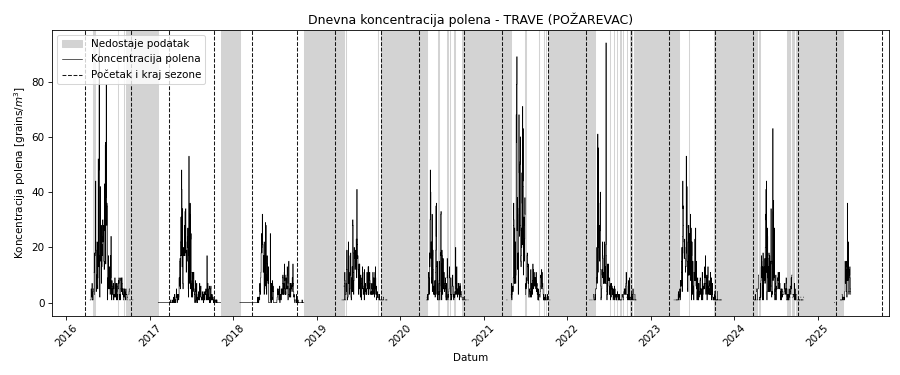 Dnevna koncentracija polena - TRAVE (POŽAREVAC)
Nedostaje podatak
Koncentracija polena
Početak i kraj sezone
Koncentracija polena [grains/m³]
80
60
40
20
0
2016
2017
2018
2019
2020
2021
2022
2023
2024
2025
Datum